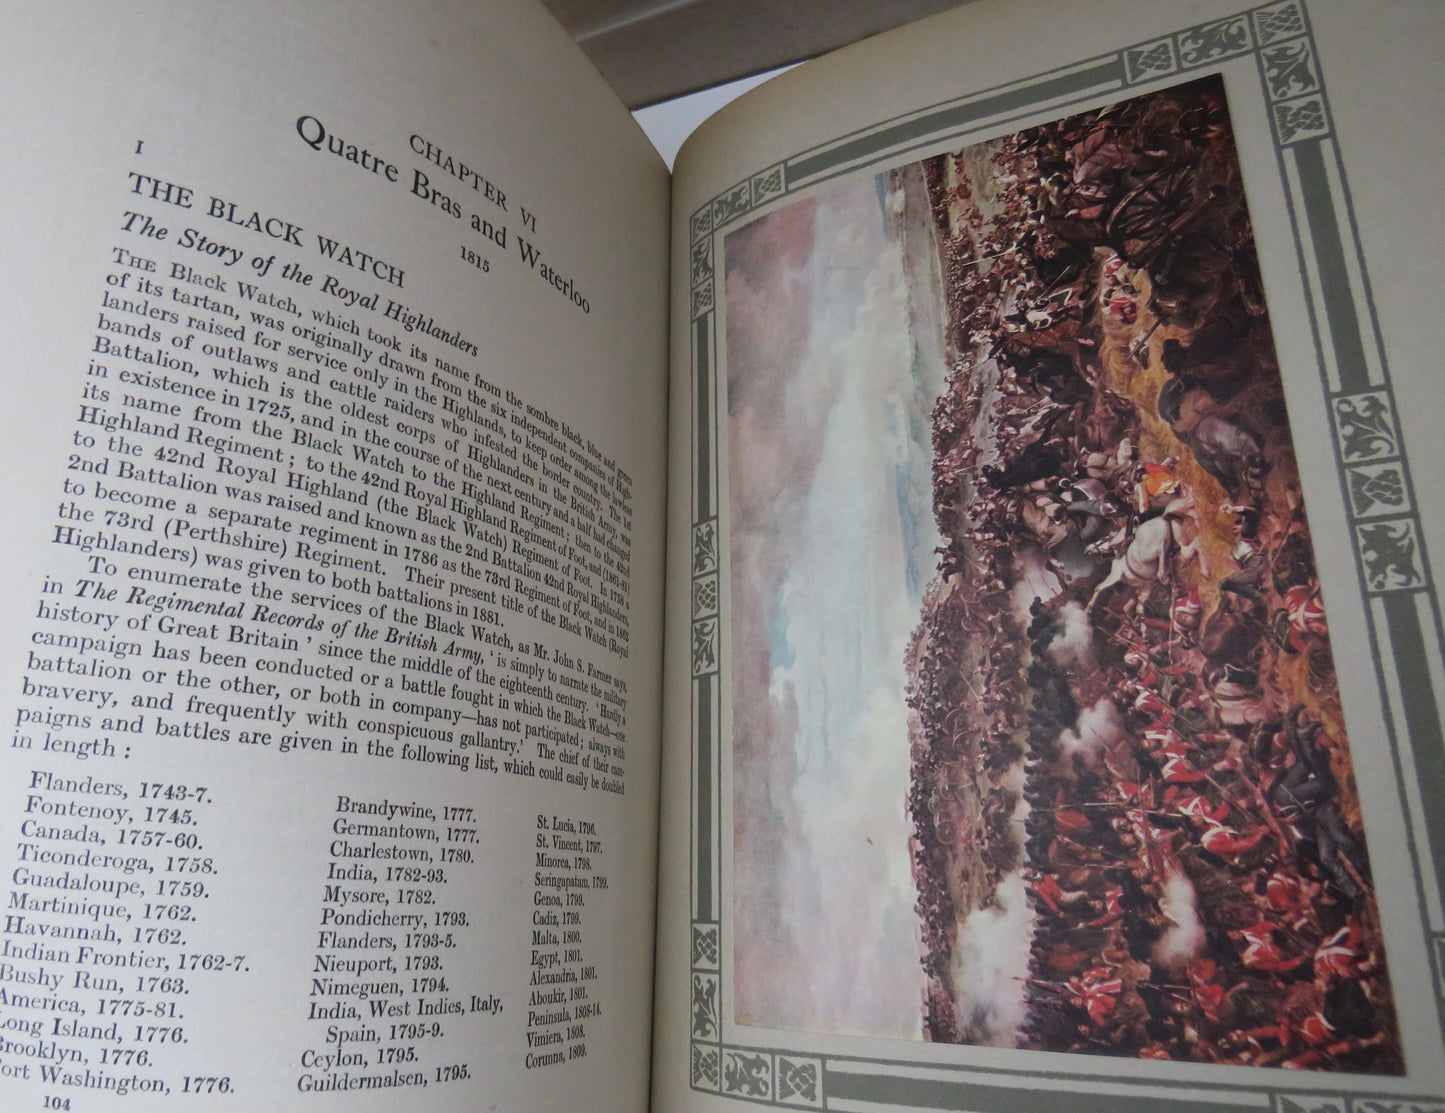 CHAPTER VI
Quatre Bras and Waterloo
1815
I
THE BLACK WATCH
The Story of the Royal Highlanders
THE Black Watch, which took its name from the sombre black, blue and green
of its tartan, was originally drawn from the six independent companies of High-
landers raised for service only in the Highlands, to keep order among the lawless
bands of outlaws and cattle raiders who infested the border country. The 1st
Battalion, which is the oldest corps of Highlanders in the British Army, was
in existence in 1725, and in the course of the next century and a half had changed
its name from the Black Watch to the Highland Regiment; then to the 42nd
Highland Regiment; to the 42nd Royal Highland Regiment of Foot, and (1861-81)
to the 42nd Royal Highland (the Black Watch) Regiment of Foot. In 1758 a
2nd Battalion was raised and known as the 2nd Battalion 42nd Royal Highlanders,
to become a separate regiment in 1786 as the 73rd Regiment of Foot, and in 1862
the 73rd (Perthshire) Regiment. Their present title of the Black Watch (Royal
Highlanders) was given to both battalions in 1881.
To enumerate the services of the Black Watch, as Mr. John S. Farmer says,
in The Regimental Records of the British Army, ' is simply to narrate the military
history of Great Britain ' since the middle of the eighteenth century. ' Hardly a
campaign has been conducted or a battle fought in which the Black Watch—one
battalion or the other, or both in company—has not participated; always with
bravery, and frequently with conspicuous gallantry.' The chief of their cam-
paigns and battles are given in the following list, which could easily be doubled
in length :
Flanders, 1743-7.
Fontenoy, 1745.
Canada, 1757-60.
Ticonderoga, 1758.
Guadaloupe, 1759.
Martinique, 1762.
Havannah, 1762.
Indian Frontier, 1762-7.
Bushy Run, 1763.
America, 1775-81.
Long Island, 1776.
Brooklyn, 1776.
Fort Washington, 1776.
Brandywine, 1777.
Germantown, 1777.
Charlestown, 1780.
India, 1782-93.
Mysore, 1782.
Pondicherry, 1793.
Flanders, 1793-5.
Nieuport, 1793.
Nimeguen, 1794.
India, West Indies, Italy,
Spain, 1795-9.
Ceylon, 1795.
Guildermalsen, 1795.
St. Lucia, 1796.
St. Vincent, 1797.
Minorca, 1798.
Seringapatam, 1799.
Genoa, 1799.
Cadiz, 1799.
Malta, 1800.
Egypt, 1801.
Alexandria, 1801.
Aboukir, 1801.
Peninsula, 1808-14.
Vimiera, 1808.
Corunna, 1809.
104